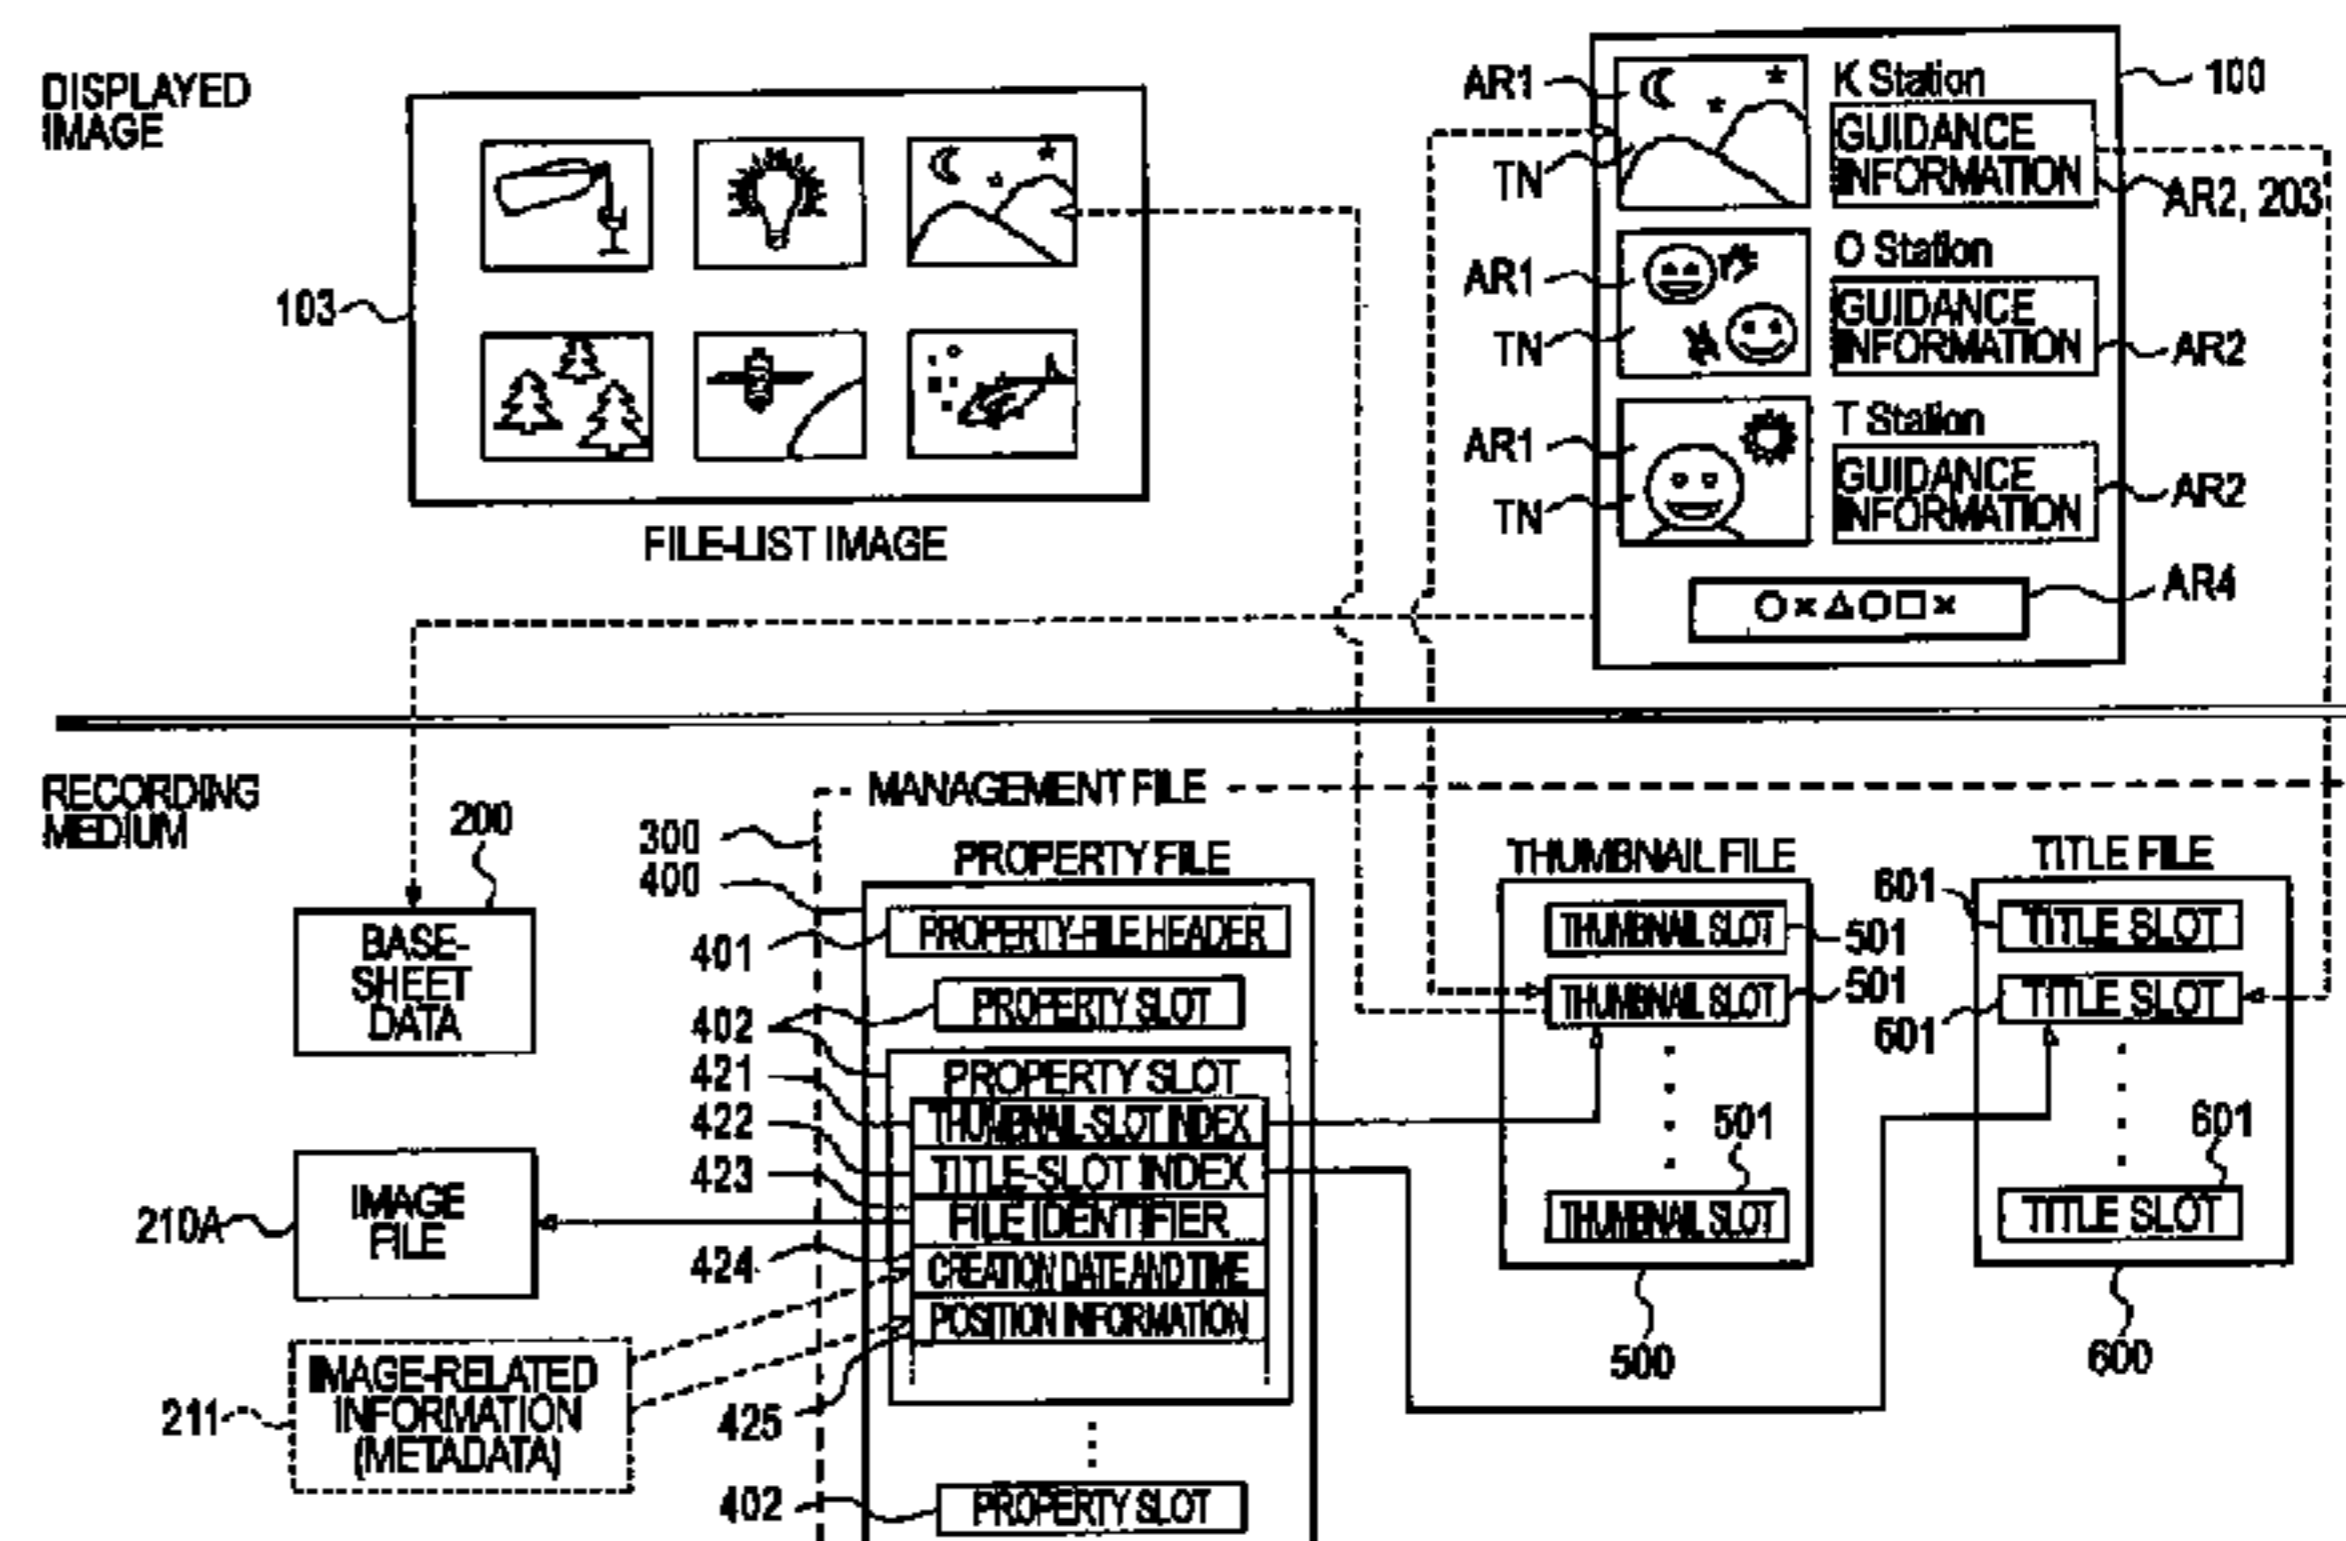 DISPLAYED
IMAGE
103
FILE-LIST IMAGE
AR1
TN
K Station
GUIDANCE
INFORMATION
100
AR2, 203
AR1
TN
O Station
GUIDANCE
INFORMATION
AR2
AR1
TN
T Station
GUIDANCE
INFORMATION
AR2
○×△○□×
AR4
RECORDING
MEDIUM
200
BASE-
SHEET
DATA
210A
IMAGE
FILE
211
IMAGE-RELATED
INFORMATION
(METADATA)
MANAGEMENT FILE
300
400
PROPERTY FILE
401
PROPERTY-FILE HEADER
402
PROPERTY SLOT
PROPERTY SLOT
421
THUMBNAIL-SLOT INDEX
422
TITLE-SLOT INDEX
423
FILE IDENTIFIER
424
CREATION DATE AND TIME
425
POSITION INFORMATION
402
PROPERTY SLOT
THUMBNAIL FILE
THUMBNAIL SLOT
501
THUMBNAIL SLOT
501
501
THUMBNAIL SLOT
500
TITLE FILE
601
TITLE SLOT
601
TITLE SLOT
601
TITLE SLOT
600